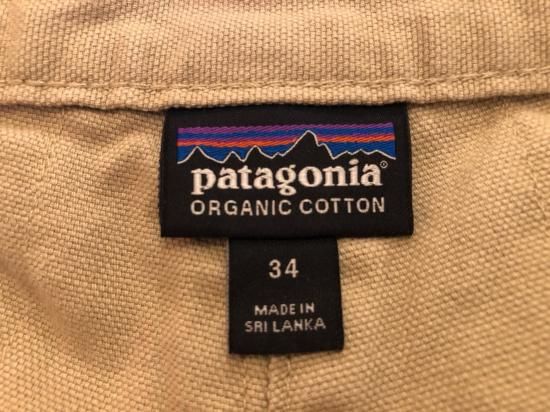 patagonia®
ORGANIC COTTON
34
MADE IN
SRI LANKA